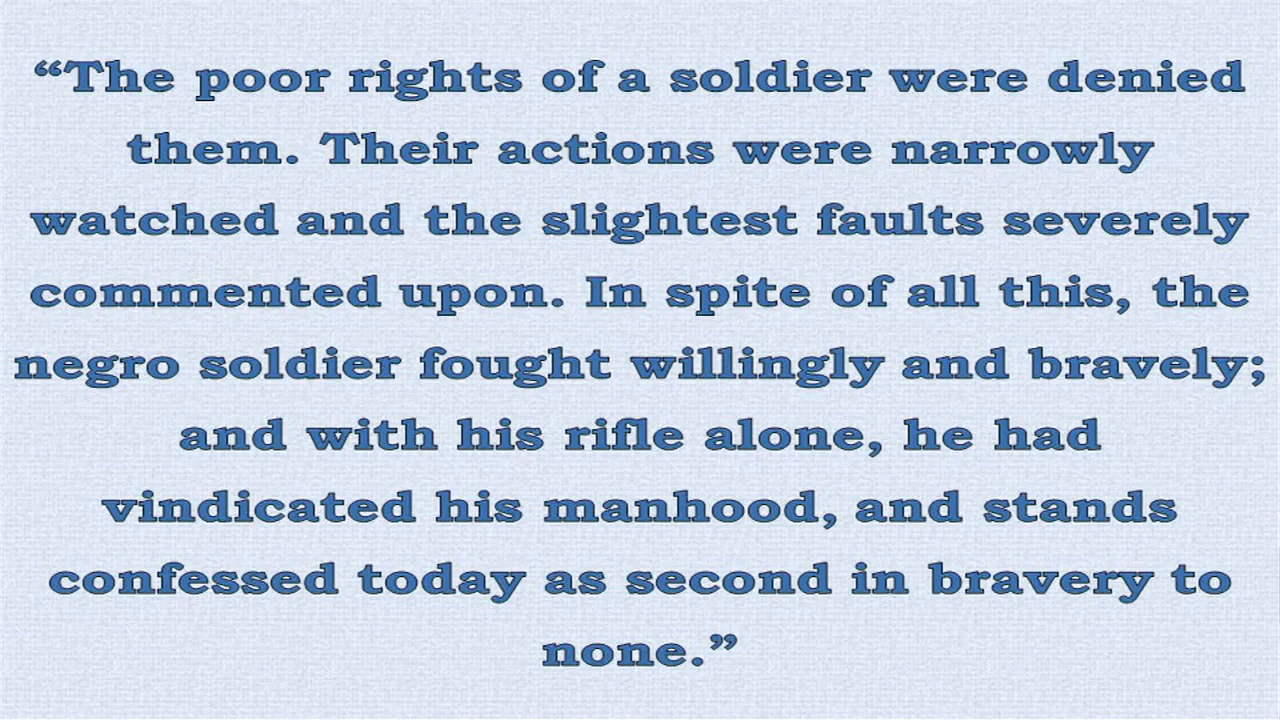 “The poor rights of a soldier were denied
them. Their actions were narrowly
watched and the slightest faults severely
commented upon. In spite of all this, the
negro soldier fought willingly and bravely;
and with his rifle alone, he had
vindicated his manhood, and stands
confessed today as second in bravery to
none.”